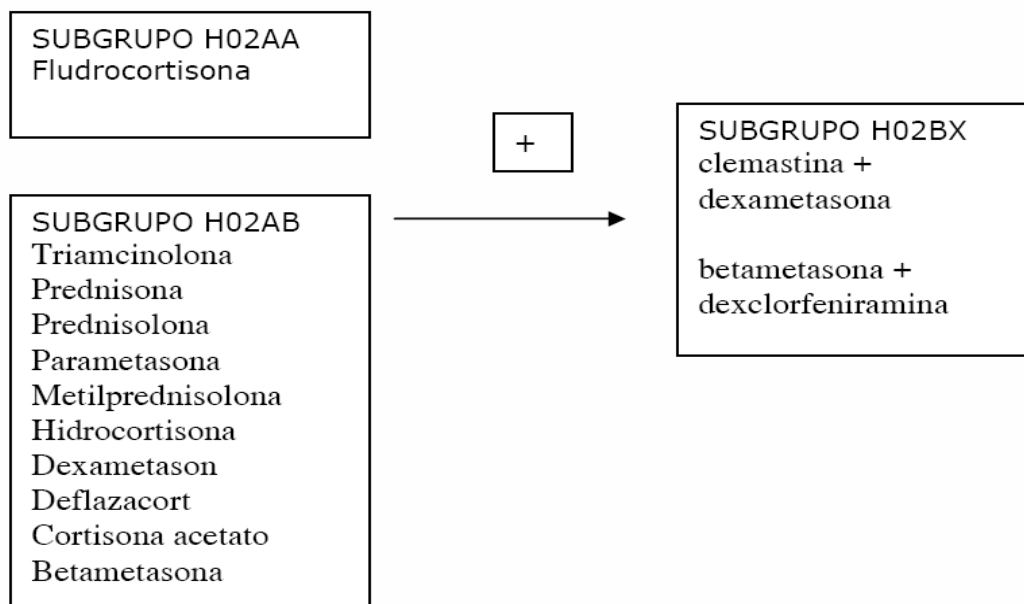 SUBGRUPO H02AA
Fludrocortisona
SUBGRUPO H02AB
Triamcinolona
Prednisona
Prednisolona
Parametasona
Metilprednisolona
Hidrocortisona
Dexametason
Deflazacort
Cortisona acetato
Betametasona
+
SUBGRUPO H02BX
clemastina +
dexametasona
betametasona +
dexclorfeniramina